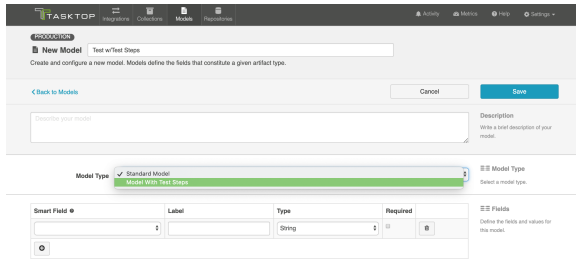 TASKTOP
Integrations
Collections
Models
Repositories
Activity
Metrics
Help
Settings
PRODUCTION
New Model
Test w/Test Steps
Create and configure a new model. Models define the fields that constitute a given artifact type.
Back to Models
Cancel
Save
Describe your model
Description
Write a brief description of your
model.
Model Type
✓ Standard Model
Model With Test Steps
Model Type
Select a model type.
Smart Field
Label
Type
Required
String
Fields
Define the fields and values for
this model.